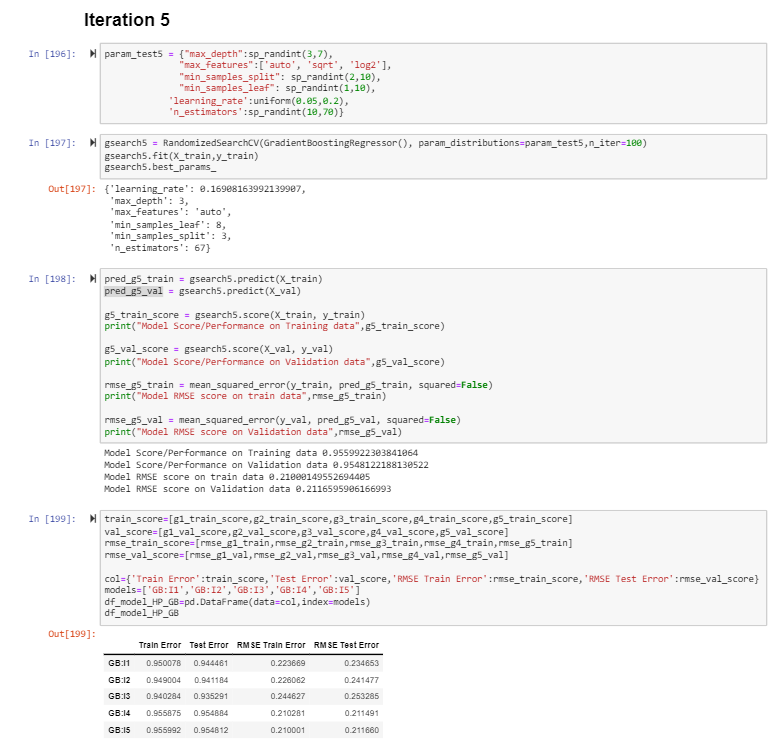 Iteration 5
In [196]: param_test5 = {"max_depth":sp_randint(3,7),
"max_features":['auto', 'sqrt', 'log2'],
"min_samples_split": sp_randint(2,10),
"min_samples_leaf": sp_randint(1,10),
'learning_rate':uniform(0.05,0.2),
'n_estimators':sp_randint(10,70)}
In [197]: gsearch5 = RandomizedSearchCV(GradientBoostingRegressor(), param_distributions=param_test5,n_iter=100)
gsearch5.fit(X_train,y_train)
gsearch5.best_params_
Out[197]: {'learning_rate': 0.16908163992139907,
'max_depth': 3,
'max_features': 'auto',
'min_samples_leaf': 8,
'min_samples_split': 3,
'n_estimators': 67}
In [198]: pred_g5_train = gsearch5.predict(X_train)
pred_g5_val = gsearch5.predict(X_val)
g5_train_score = gsearch5.score(X_train, y_train)
print("Model Score/Performance on Training data",g5_train_score)
g5_val_score = gsearch5.score(X_val, y_val)
print("Model Score/Performance on Validation data",g5_val_score)
rmse_g5_train = mean_squared_error(y_train, pred_g5_train, squared=False)
print("Model RMSE score on train data",rmse_g5_train)
rmse_g5_val = mean_squared_error(y_val, pred_g5_val, squared=False)
print("Model RMSE score on Validation data",rmse_g5_val)
Model Score/Performance on Training data 0.9559922303841064
Model Score/Performance on Validation data 0.9548122188130522
Model RMSE score on train data 0.21000149552694405
Model RMSE score on Validation data 0.2116595906166993
In [199]: train_score=[g1_train_score,g2_train_score,g3_train_score,g4_train_score,g5_train_score]
val_score=[g1_val_score,g2_val_score,g3_val_score,g4_val_score,g5_val_score]
rmse_train_score=[rmse_g1_train,rmse_g2_train,rmse_g3_train,rmse_g4_train,rmse_g5_train]
rmse_val_score=[rmse_g1_val,rmse_g2_val,rmse_g3_val,rmse_g4_val,rmse_g5_val]
col={'Train Error':train_score,'Test Error':val_score,'RMSE Train Error':rmse_train_score,'RMSE Test Error':rmse_val_score}
models=['GB:I1','GB:I2','GB:I3','GB:I4','GB:I5']
df_model_HP_GB=pd.DataFrame(data=col,index=models)
df_model_HP_GB
Out[199]:
Train Error Test Error RMSE Train Error RMSE Test Error
GB:I1 0.950078 0.944461 0.223669 0.234653
GB:I2 0.949004 0.941184 0.226062 0.241477
GB:I3 0.940284 0.935291 0.244627 0.253285
GB:I4 0.955875 0.954884 0.210281 0.211491
GB:I5 0.955992 0.954812 0.210001 0.211660